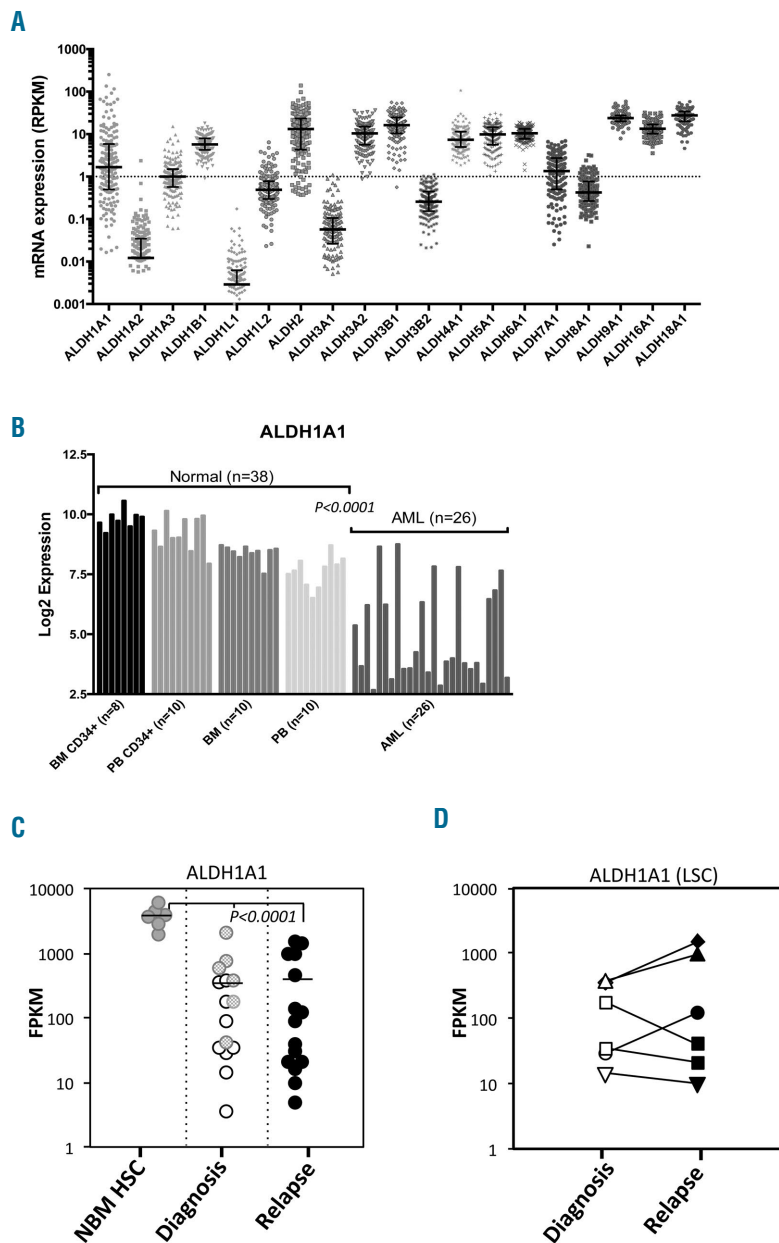 A
mRNA expression (RPKM)
1000
100
10
1
0.1
0.01
0.001
ALDH1A1
ALDH1A2
ALDH1A3
ALDH1B1
ALDH1L1
ALDH1L2
ALDH2
ALDH3A1
ALDH3A2
ALDH3B1
ALDH3B2
ALDH4A1
ALDH5A1
ALDH6A1
ALDH7A1
ALDH8A1
ALDH9A1
ALDH16A1
ALDH18A1
B
ALDH1A1
Log2 Expression
12.5
10.0
7.5
5.0
2.5
Normal (n=38)
P<0.0001
AML (n=26)
BM CD34+ (n=8)
PB CD34+ (n=10)
BM (n=10)
PB (n=10)
AML (n=26)
C
ALDH1A1
FPKM
10000
1000
100
10
1
P<0.0001
NBM HSC
Diagnosis
Relapse
D
ALDH1A1 (LSC)
FPKM
10000
1000
100
10
1
Diagnosis
Relapse